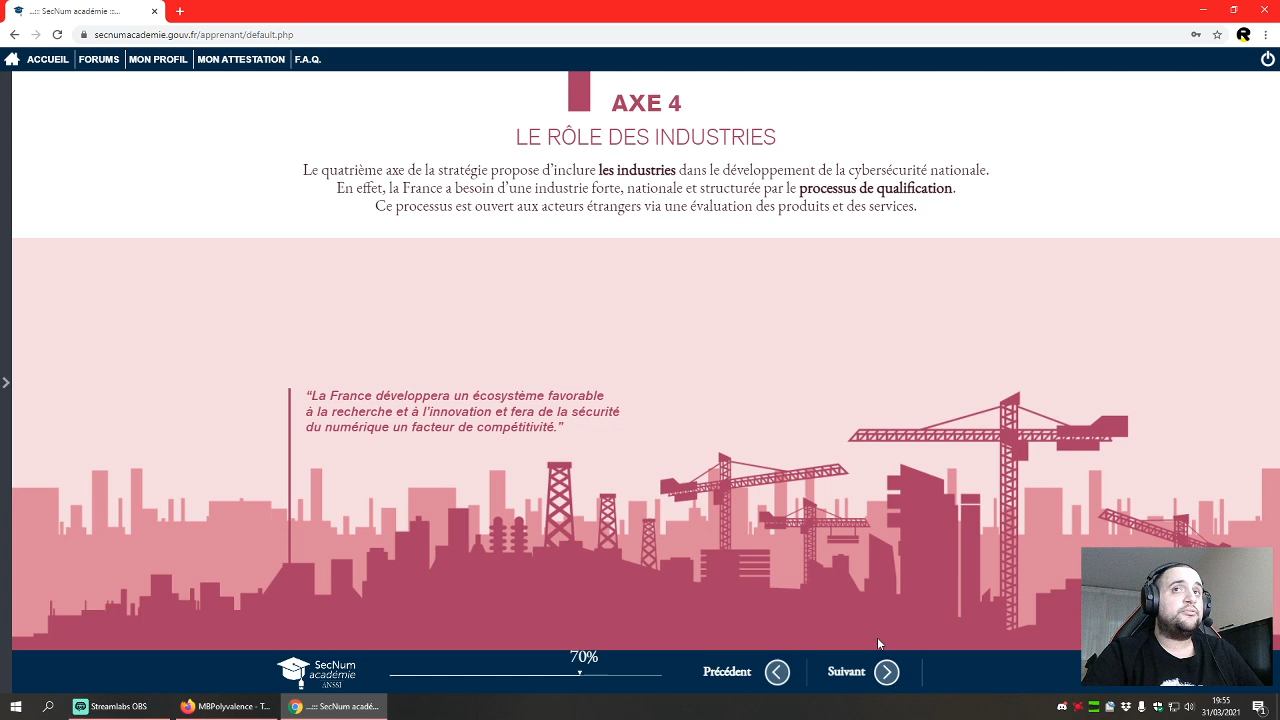 ..:: SecNum académie ::...
secnumacademie.gouv.fr/apprenant/default.php
ACCUEIL
FORUMS
MON PROFIL
MON ATTESTATION
F.A.Q.
AXE 4
LE RÔLE DES INDUSTRIES
Le quatrième axe de la stratégie propose d’inclure les industries dans le développement de la cybersécurité nationale.
En effet, la France a besoin d’une industrie forte, nationale et structurée par le processus de qualification.
Ce processus est ouvert aux acteurs étrangers via une évaluation des produits et des services.
“La France développera un écosystème favorable
à la recherche et à l’innovation et fera de la sécurité
du numérique un facteur de compétitivité.”
SecNum
académie
ANSSI
70%
Précédent
Suivant
Streamlabs OBS
MBPolyvalence - T...
..:: SecNum acadé...
19:55
31/03/2021